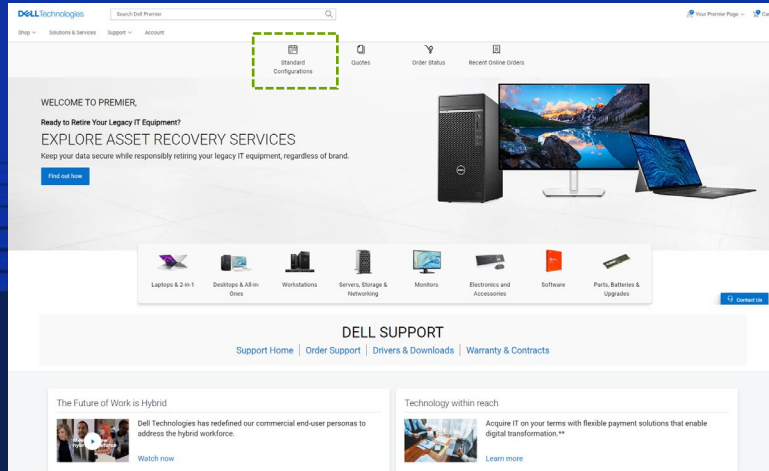 DELLTechnologies
Search Dell Premier
Your Premier Page
Shop
Solutions & Services
Support
Account
Standard
Configurations
Quotes
Order Status
Recent Online Orders
WELCOME TO PREMIER,
Ready to Retire Your Legacy IT Equipment?
EXPLORE ASSET RECOVERY SERVICES
Keep your data secure while responsibly retiring your legacy IT equipment, regardless of brand.
Find out how
Laptops & 2-in-1
Desktops & All-in-
Ones
Workstations
Servers, Storage &
Networking
Monitors
Electronics and
Accessories
Software
Parts, Batteries &
Upgrades
Contact Us
DELL SUPPORT
Support Home | Order Support | Drivers & Downloads | Warranty & Contracts
The Future of Work is Hybrid
Dell Technologies has redefined our commercial end-user personas to
address the hybrid workforce.
Watch now
Technology within reach
Acquire IT on your terms with flexible payment solutions that enable
digital transformation.**
Learn more